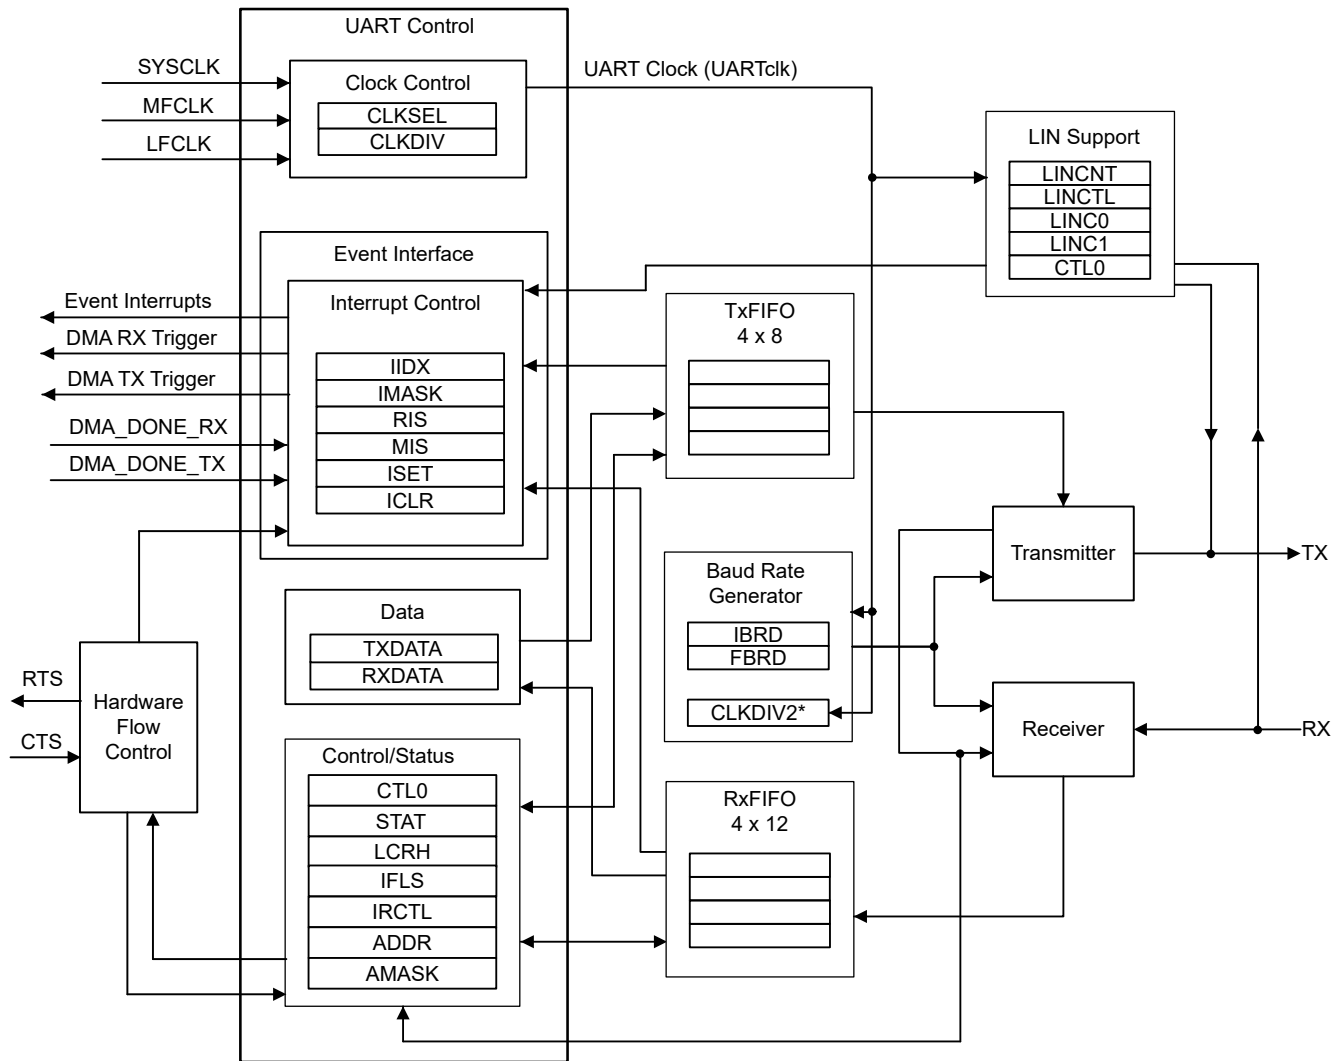 UART Control
SYSCLK
MFCLK
LFCLK
Clock Control
CLKSEL
CLKDIV
UART Clock (UARTclk)
LIN Support
LINCNT
LINCTL
LINC0
LINC1
CTL0
Event Interface
Interrupt Control
IIDX
IMASK
RIS
MIS
ISET
ICLR
Event Interrupts
DMA RX Trigger
DMA TX Trigger
DMA_DONE_RX
DMA_DONE_TX
TxFIFO
4 x 8
Transmitter
TX
Baud Rate
Generator
IBRD
FBRD
CLKDIV2*
Data
TXDATA
RXDATA
RTS
CTS
Hardware
Flow
Control
Receiver
RX
Control/Status
CTL0
STAT
LCRH
IFLS
IRCTL
ADDR
AMASK
RxFIFO
4 x 12